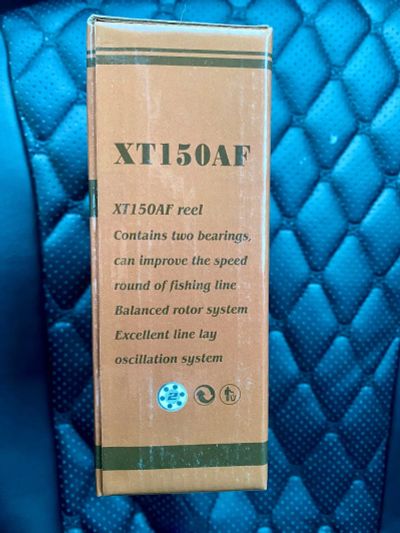 XT150AF
XT150AF reel
Contains two bearings,
can improve the speed
round of fishing line
Balanced rotor system
Excellent line lay
oscillation system
2